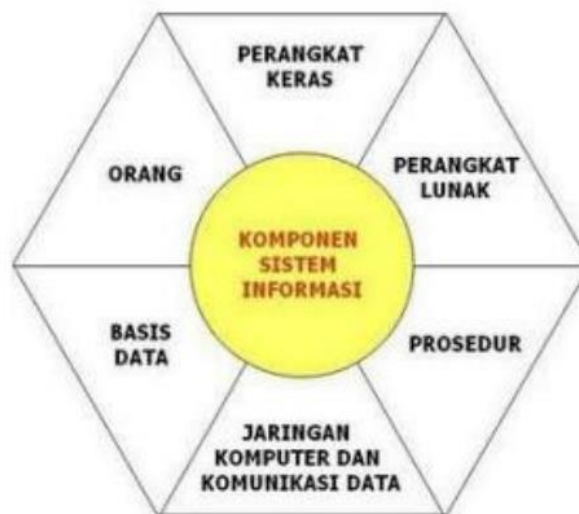 PERANGKAT
KERAS
ORANG
PERANGKAT
LUNAK
KOMPONEN
SISTEM
INFORMASI
BASIS
DATA
PROSEDUR
JARINGAN
KOMPUTER DAN
KOMUNIKASI DATA